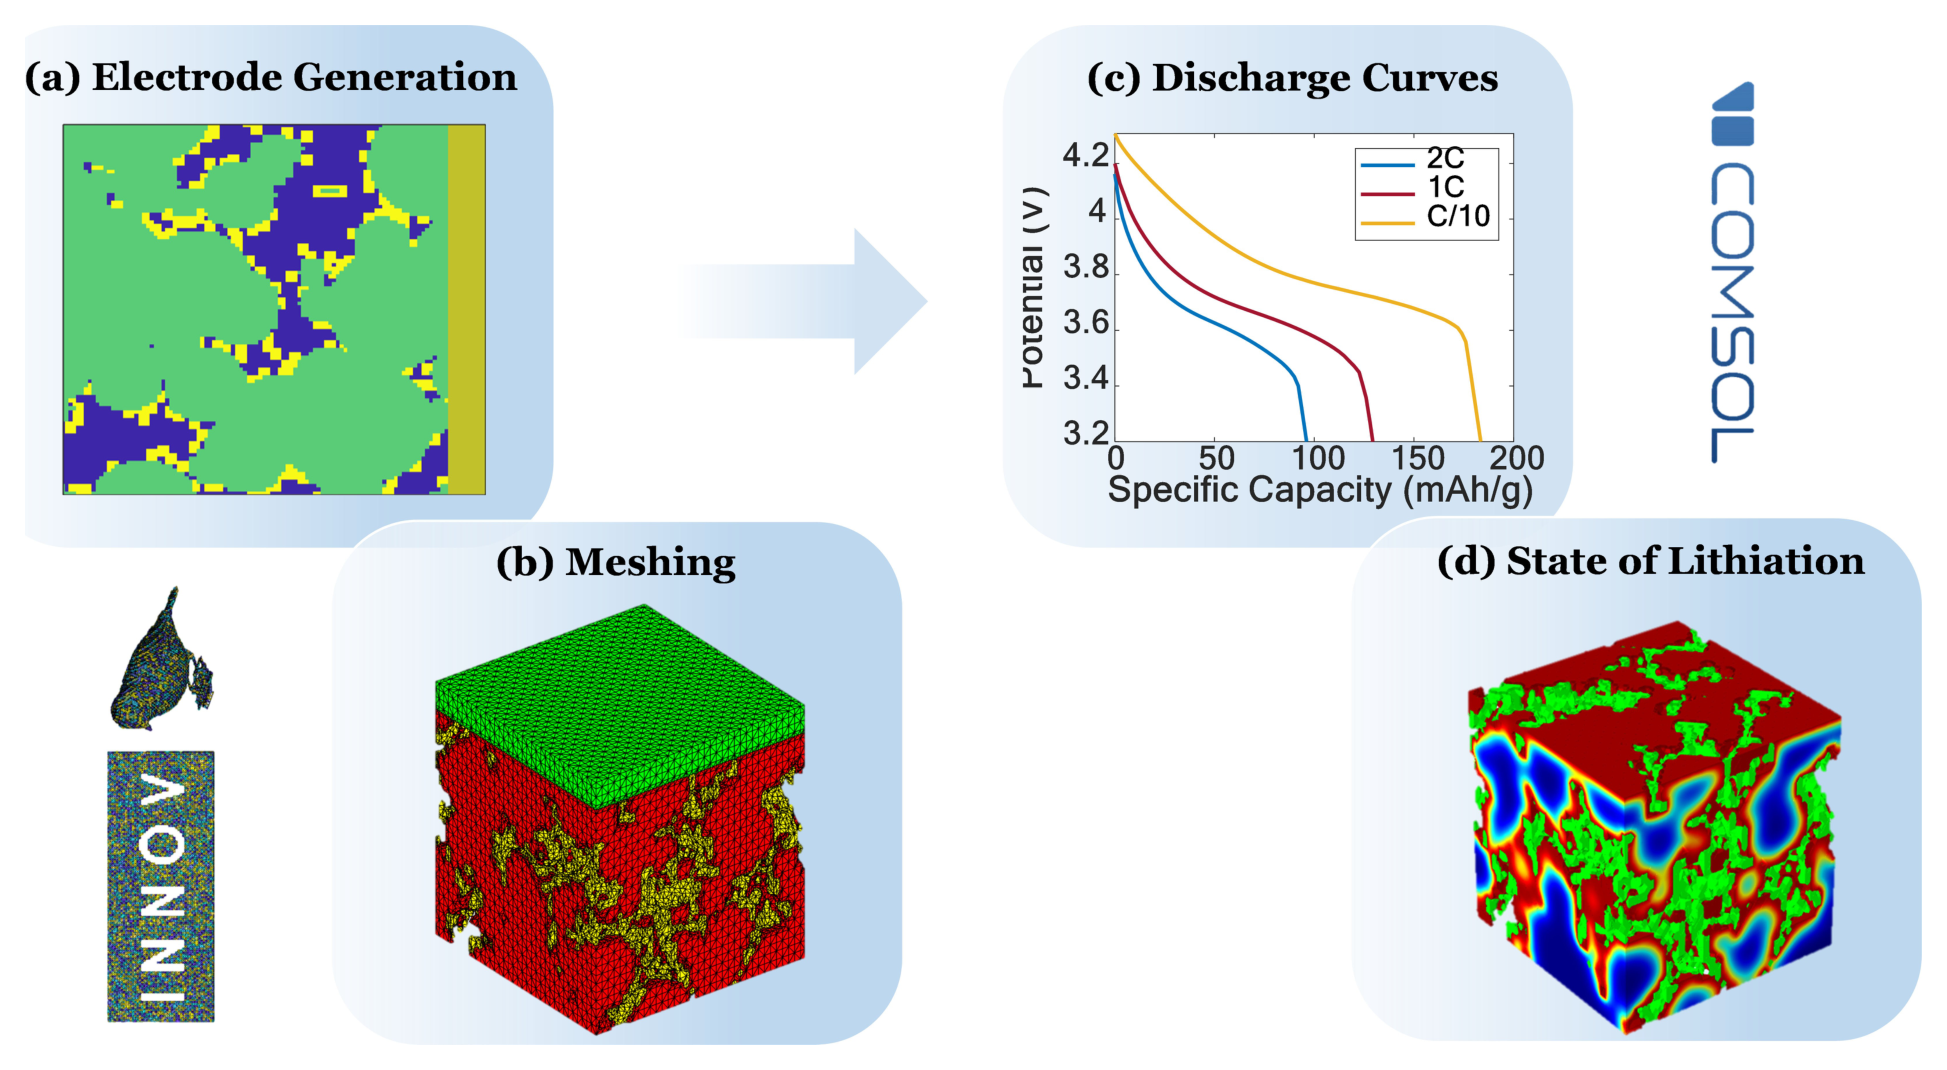 (a) Electrode Generation
(c) Discharge Curves
4.2
4
3.8
3.6
3.4
3.2
Potential (V)
2C
1C
C/10
0 50 100 150 200
Specific Capacity (mAh/g)
COMSOL
(b) Meshing
(d) State of Lithiation
INNOV